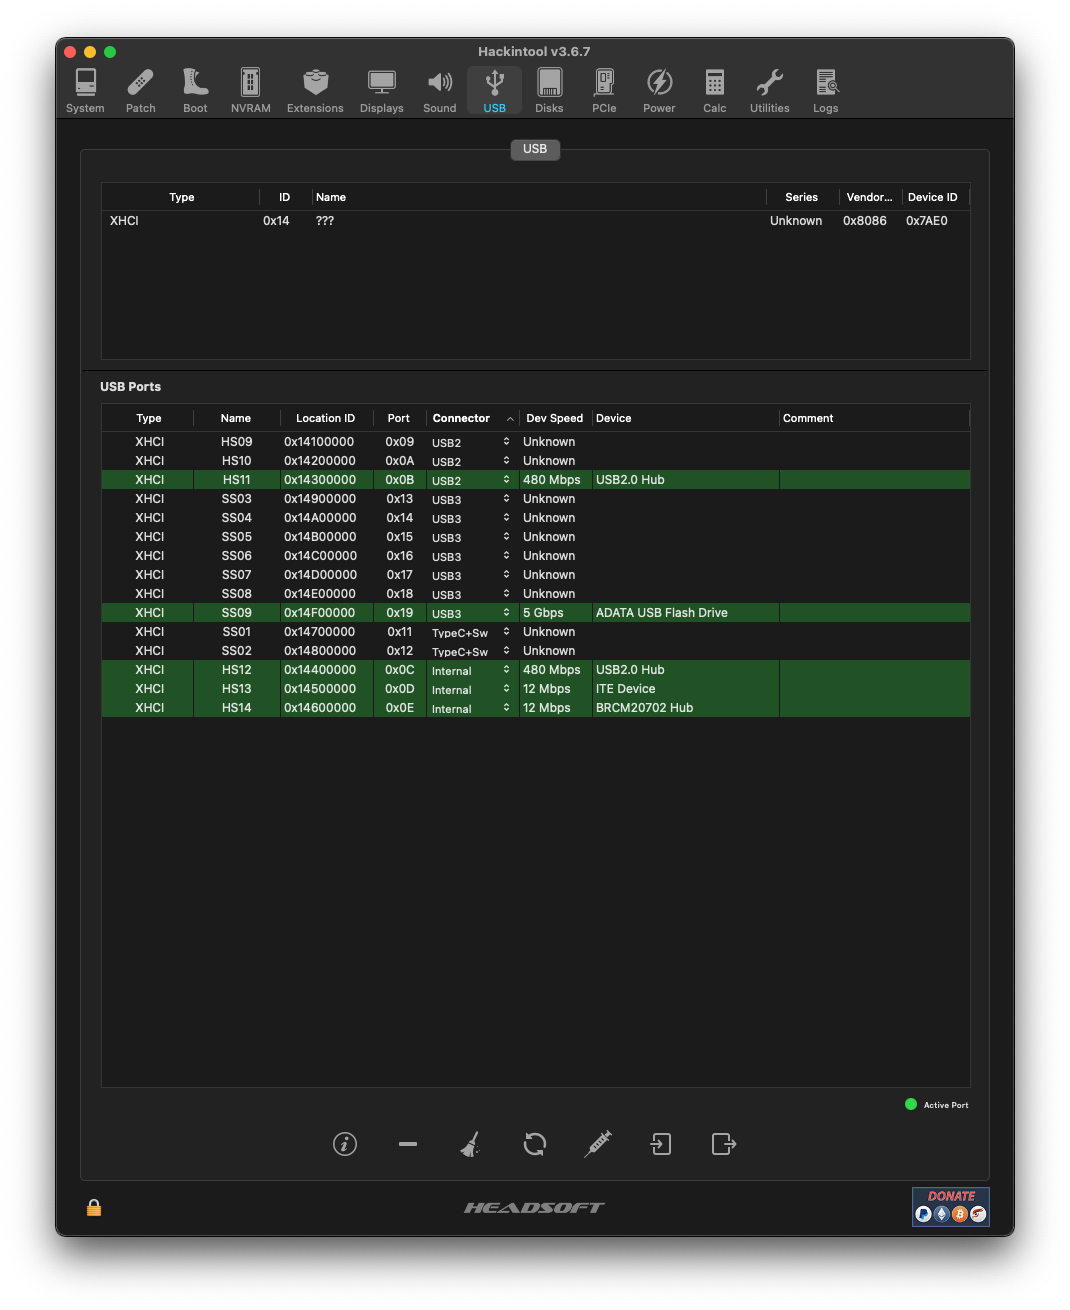 Hackintool v3.6.7
System Patch Boot NVRAM Extensions Displays Sound USB Disks PCIe Power Calc Utilities Logs
USB
Type ID Name Series Vendor... Device ID
XHCI 0x14 ??? Unknown 0x8086 0x7AE0
USB Ports
Type Name Location ID Port Connector Dev Speed Device Comment
XHCI HS09 0x14100000 0x09 USB2 Unknown
XHCI HS10 0x14200000 0x0A USB2 Unknown
XHCI HS11 0x14300000 0x0B USB2 480 Mbps USB2.0 Hub
XHCI SS03 0x14900000 0x13 USB3 Unknown
XHCI SS04 0x14A00000 0x14 USB3 Unknown
XHCI SS05 0x14B00000 0x15 USB3 Unknown
XHCI SS06 0x14C00000 0x16 USB3 Unknown
XHCI SS07 0x14D00000 0x17 USB3 Unknown
XHCI SS08 0x14E00000 0x18 USB3 Unknown
XHCI SS09 0x14F00000 0x19 USB3 5 Gbps ADATA USB Flash Drive
XHCI SS01 0x14700000 0x11 TypeC+Sw Unknown
XHCI SS02 0x14800000 0x12 TypeC+Sw Unknown
XHCI HS12 0x14400000 0x0C Internal 480 Mbps USB2.0 Hub
XHCI HS13 0x14500000 0x0D Internal 12 Mbps ITE Device
XHCI HS14 0x14600000 0x0E Internal 12 Mbps BRCM20702 Hub
Active Port
HEADSOFT
DONATE